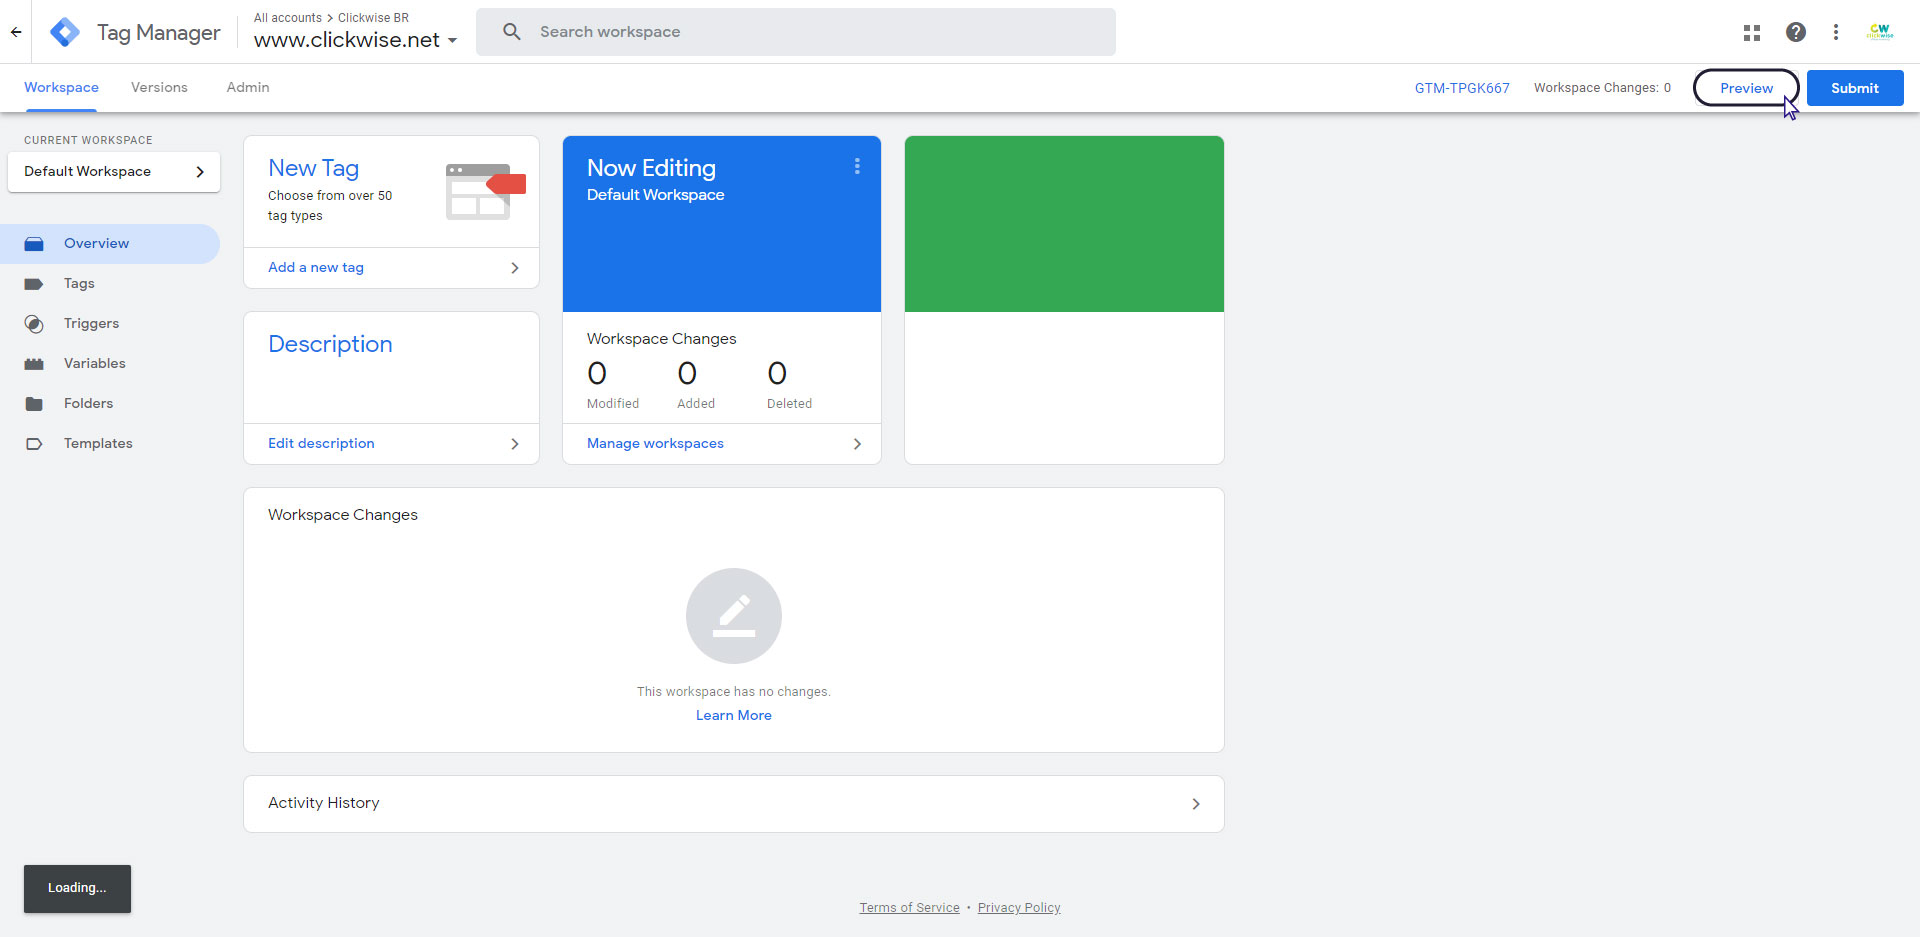 Tag Manager
All accounts > Clickwise BR
www.clickwise.net
Search workspace
CW
clickwise
Workspace
Versions
Admin
GTM-TPGK667
Workspace Changes: 0
Preview
Submit
CURRENT WORKSPACE
Default Workspace
Overview
Tags
Triggers
Variables
Folders
Templates
New Tag
Choose from over 50
tag types
Add a new tag
Description
Edit description
Now Editing
Default Workspace
Workspace Changes
0 0 0
Modified Added Deleted
Manage workspaces
Workspace Changes
This workspace has no changes.
Learn More
Activity History
Loading...
Terms of Service • Privacy Policy